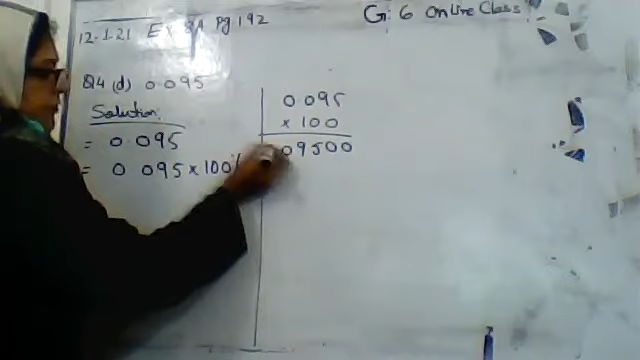 12-1-21 Ex 8A Pg 192
G: 6 Online Class
Q4 (d) 0.095
Solution:
= 0.095
= 0.095 x 100%
0.095
x 100
09500